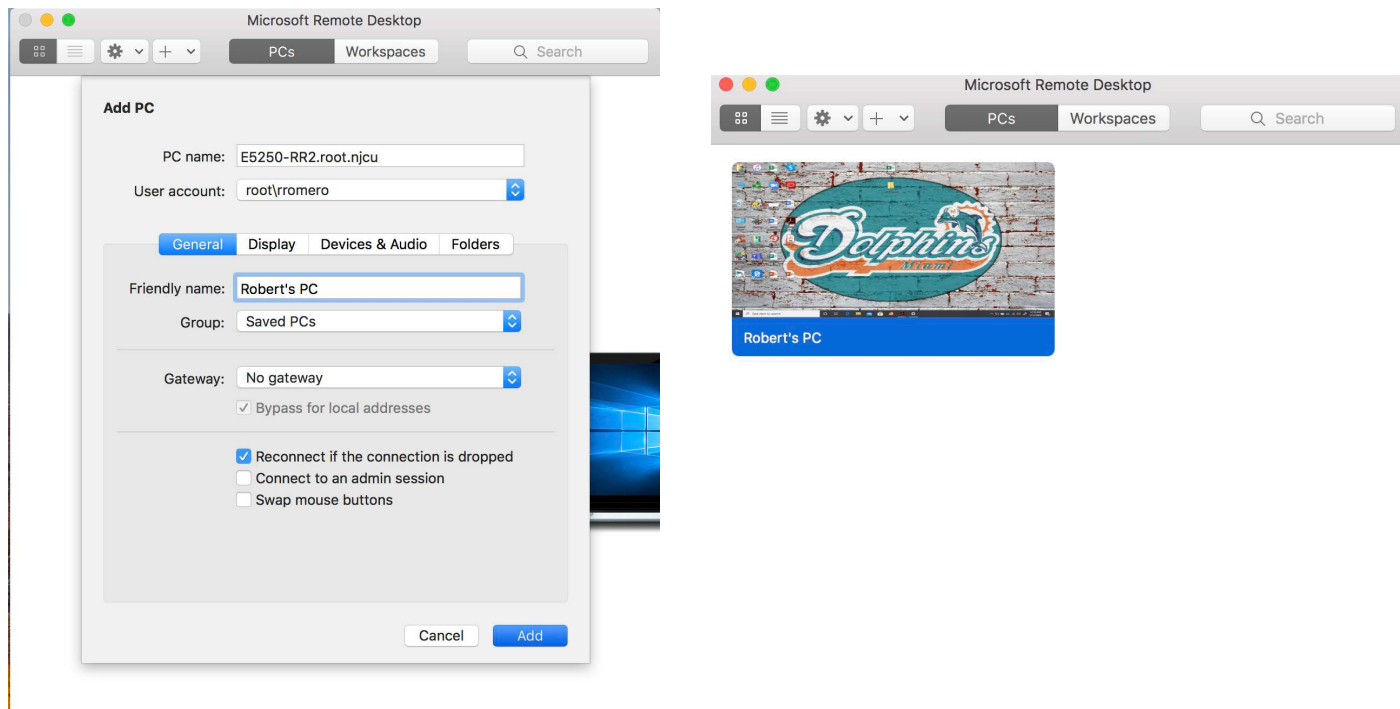 Microsoft Remote Desktop
PCs Workspaces Search
Add PC
PC name: E5250-RR2.root.njcu
User account: root\rromero
General Display Devices & Audio Folders
Friendly name: Robert's PC
Group: Saved PCs
Gateway: No gateway
Bypass for local addresses
Reconnect if the connection is dropped
Connect to an admin session
Swap mouse buttons
Cancel Add
Microsoft Remote Desktop
PCs Workspaces Search
Dolphins
Miami
Robert's PC